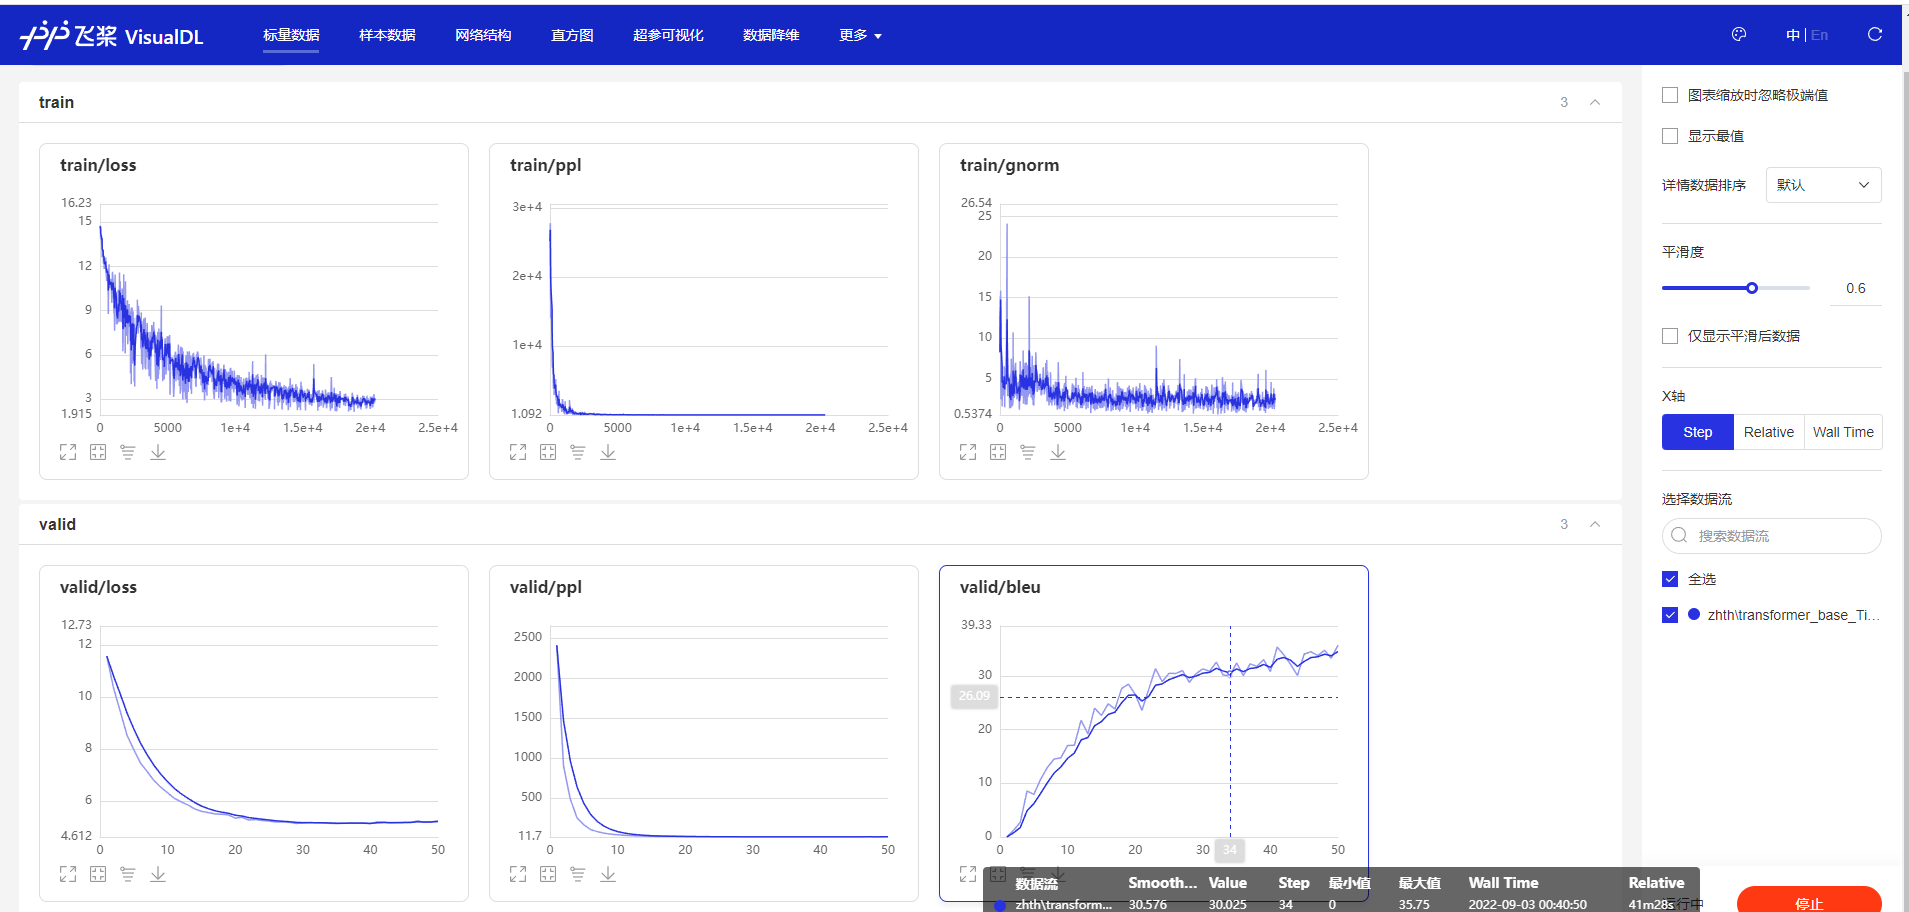 飞桨 VisualDL 标量数据 样本数据 网络结构 直方图 超参可视化 数据降维 更多 中 | En
train 3
train/loss
16.23
15
12
9
6
3
1.915
0 5000 1e+4 1.5e+4 2e+4 2.5e+4
train/ppl
3e+4
2e+4
1e+4
1.092
0 5000 1e+4 1.5e+4 2e+4 2.5e+4
train/gnorm
26.54
25
20
15
10
5
0.5374
0 5000 1e+4 1.5e+4 2e+4 2.5e+4
valid 3
valid/loss
12.73
12
10
8
6
4.612
0 10 20 30 40 50
valid/ppl
2500
2000
1500
1000
500
11.7
0 10 20 30 40 50
valid/bleu
39.33
30
26.09
20
10
0
0 10 20 30 34 40 50
数据流 Smooth... Value Step 最小值 最大值 Wall Time Relative
zhth\transform... 30.576 30.025 34 0 35.75 2022-09-03 00:40:50 41m28s
图表缩放时忽略极端值
显示最值
详情数据排序 默认
平滑度
0.6
仅显示平滑后数据
X轴
Step Relative Wall Time
选择数据流
搜索数据流
全选
zhth\transformer_base_Ti...
运行中 停止